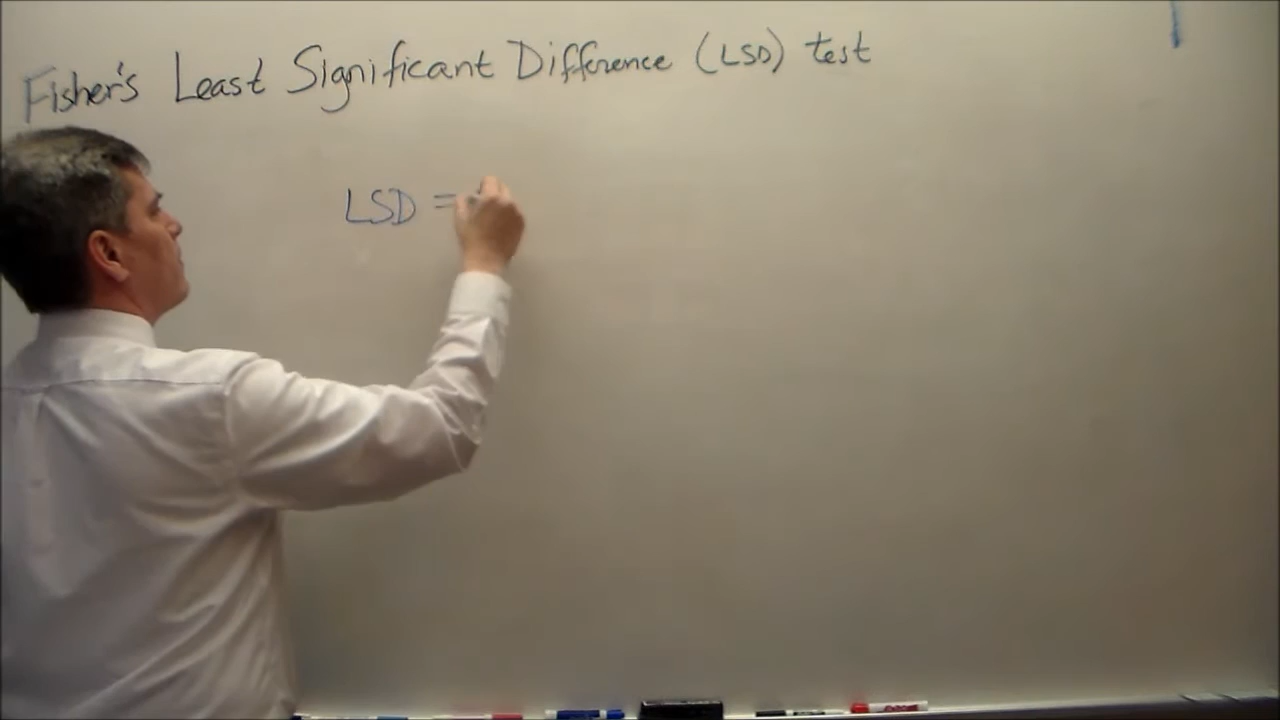 Fisher's Least Significant Difference (LSD) test
LSD =